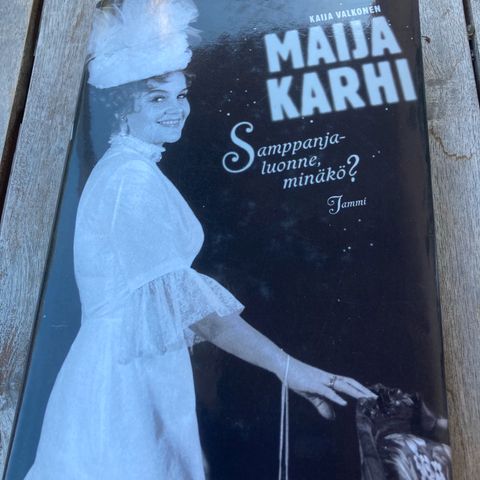 KAIJA VALKONEN
MAIJA
KARHI
Samppanja-
luonne,
minäkö?
Tammi